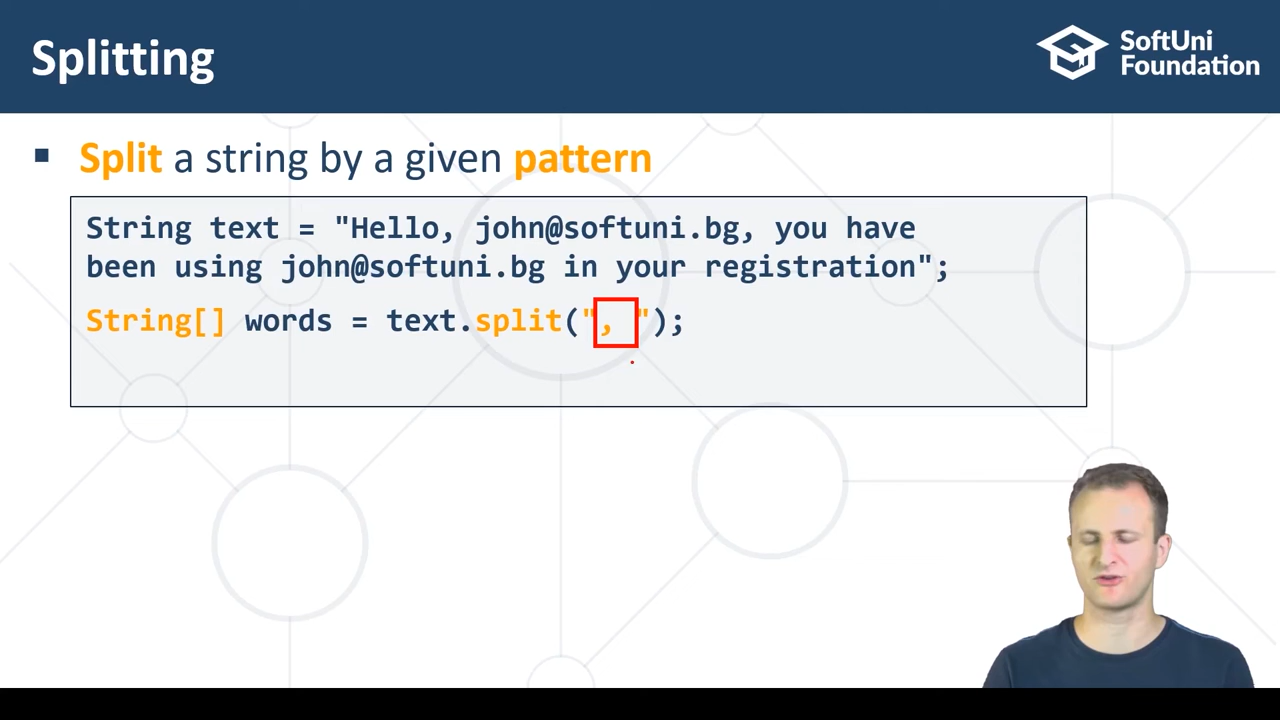 Splitting
SoftUni
Foundation
Split a string by a given pattern
String text = "Hello, john@softuni.bg, you have
been using john@softuni.bg in your registration";
String[] words = text.split(", ");